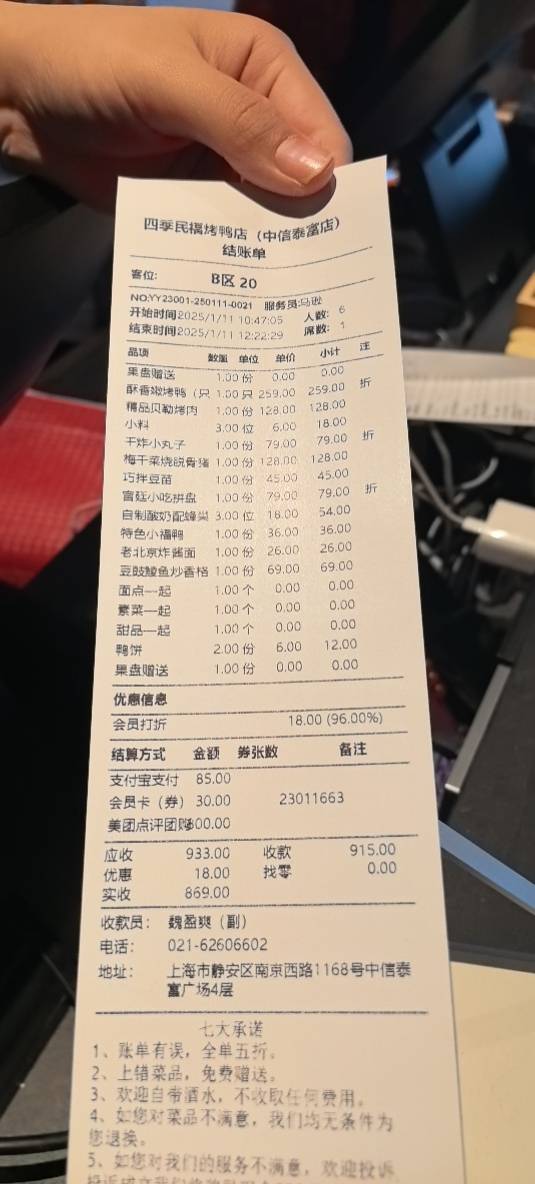 四季民福烤鸭店（中信泰富店）
结账单
客位： B区 20
NO:YY23001-250111-0021 服务员:马逊
开始时间2025/1/11 10:47:05 人数: 6
结束时间2025/1/11 12:22:29 席数: 1
品项 数量 单位 单价 小计 注
果盘赠送 1.00 份 0.00 0.00
酥香嫩烤鸭（只 1.00 只 259.00 259.00 折
精品贝勒烤肉 1.00 份 128.00 128.00
小料 3.00 位 6.00 18.00
干炸小丸子 1.00 份 79.00 79.00 折
梅干菜烧脱骨猪 1.00 份 128.00 128.00
巧拌豆苗 1.00 份 45.00 45.00
宫廷小吃拼盘 1.00 份 79.00 79.00 折
自制酸奶配蜂巢 3.00 位 18.00 54.00
特色小福鸭 1.00 份 36.00 36.00
老北京炸酱面 1.00 份 26.00 26.00
豆豉鲮鱼炒香格 1.00 份 69.00 69.00
面点一起 1.00 个 0.00 0.00
素菜一起 1.00 个 0.00 0.00
甜品一起 1.00 个 0.00 0.00
鸭饼 2.00 份 6.00 12.00
果盘赠送 1.00 份 0.00 0.00
优惠信息
会员打折 18.00 (96.00%)
结算方式 金额 券张数 备注
支付宝支付 85.00
会员卡（券） 30.00 23011663
美团点评团购800.00
应收 933.00 收款 915.00
优惠 18.00 找零 0.00
实收 869.00
收款员： 魏盈爽（副）
电话： 021-62606602
地址： 上海市静安区南京西路1168号中信泰
富广场4层
七大承诺
1、账单有误，全单五折。
2、上错菜品，免费赠送。
3、欢迎自带酒水，不收取任何费用。
4、如您对菜品不满意，我们均无条件为
您退换。
5、如您对我们的服务不满意，欢迎投诉